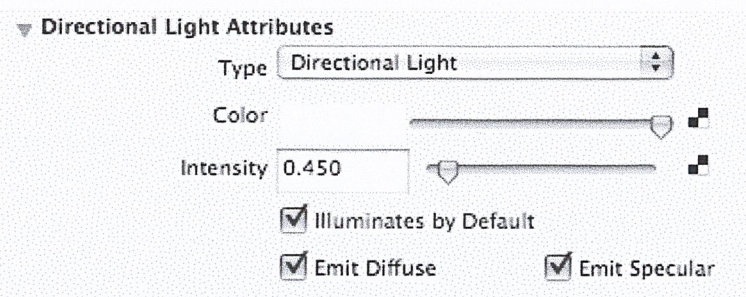 Directional Light Attributes
Type Directional Light
Color
Intensity 0.450
Illuminates by Default
Emit Diffuse Emit Specular